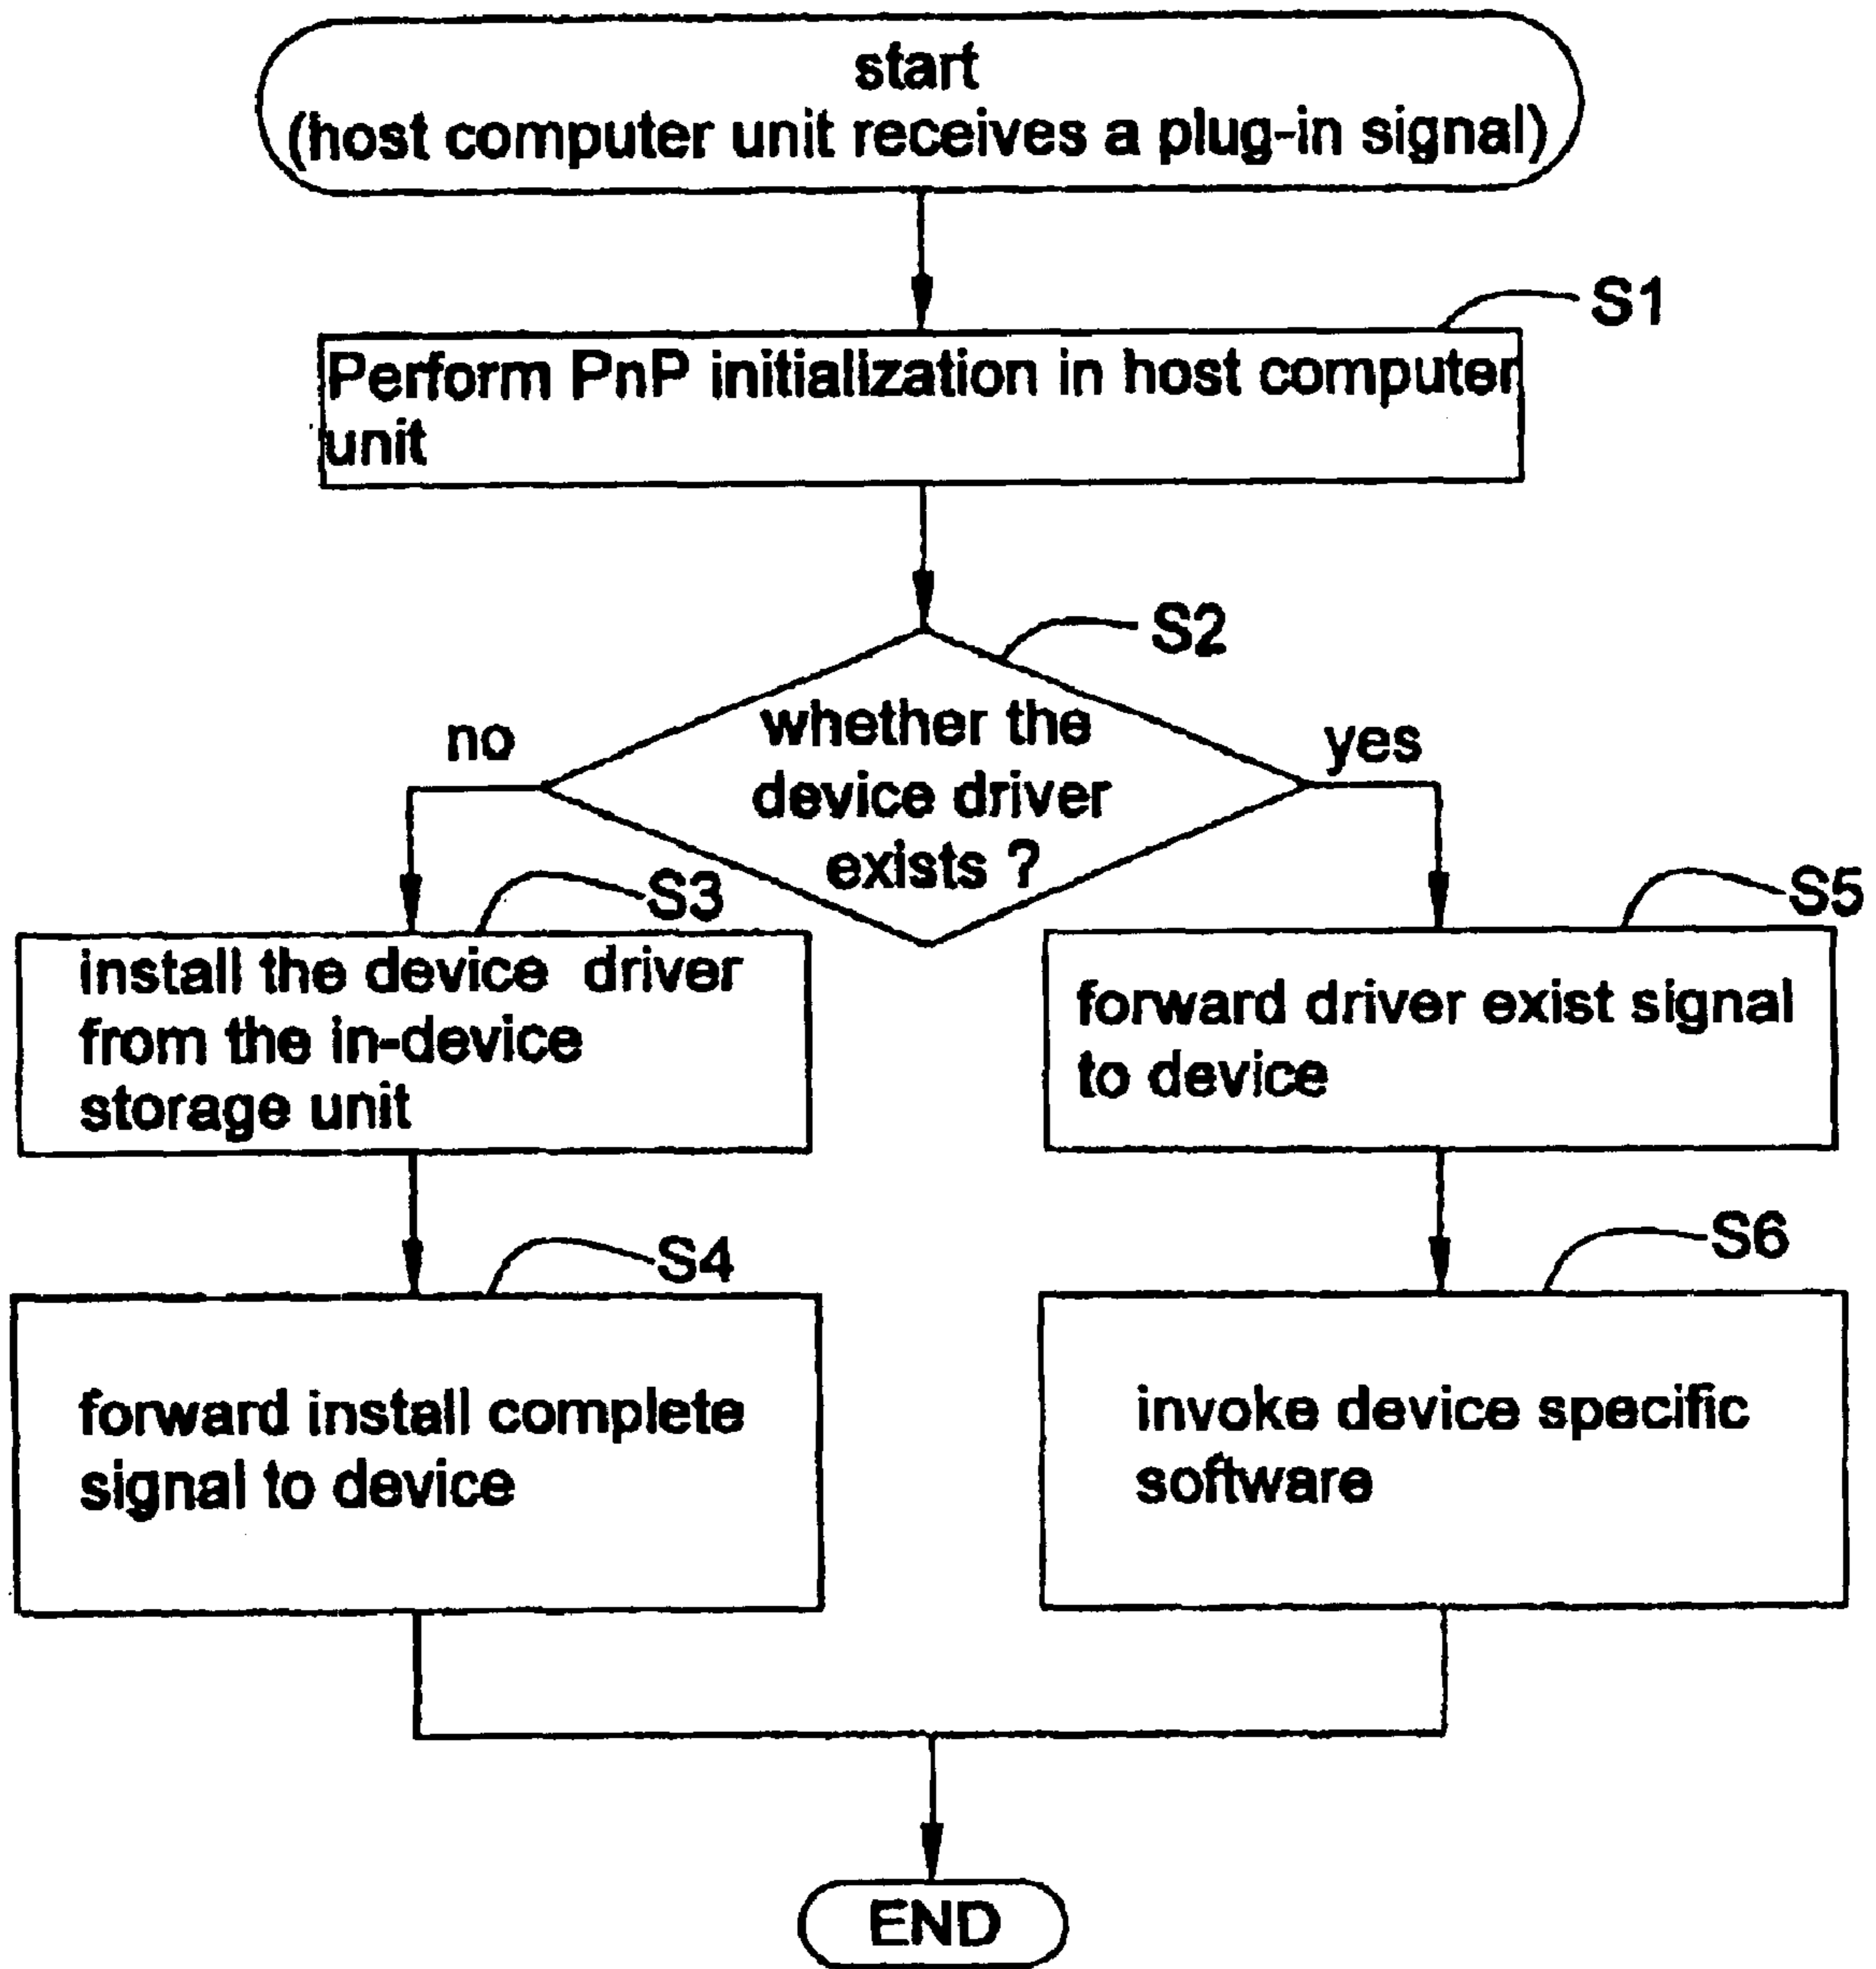 start
(host computer unit receives a plug-in signal)
S1
Perform PnP initialization in host computer
unit
S2
whether the
device driver
exists ?
no
yes
S3
install the device driver
from the in-device
storage unit
S5
forward driver exist signal
to device
S4
forward install complete
signal to device
S6
invoke device specific
software
END